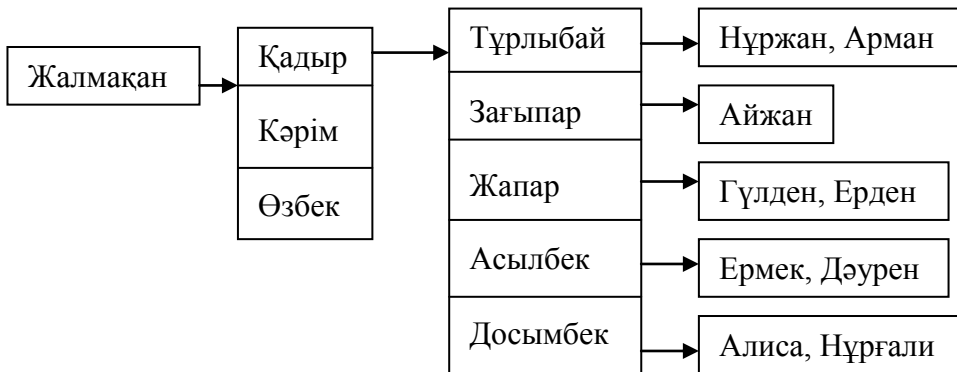 Жалмақан
Қадыр
Кәрім
Өзбек
Тұрлыбай
Зағыпар
Жапар
Асылбек
Досымбек
Нұржан, Арман
Айжан
Гүлден, Ерден
Ермек, Дәурен
Алиса, Нұрғали